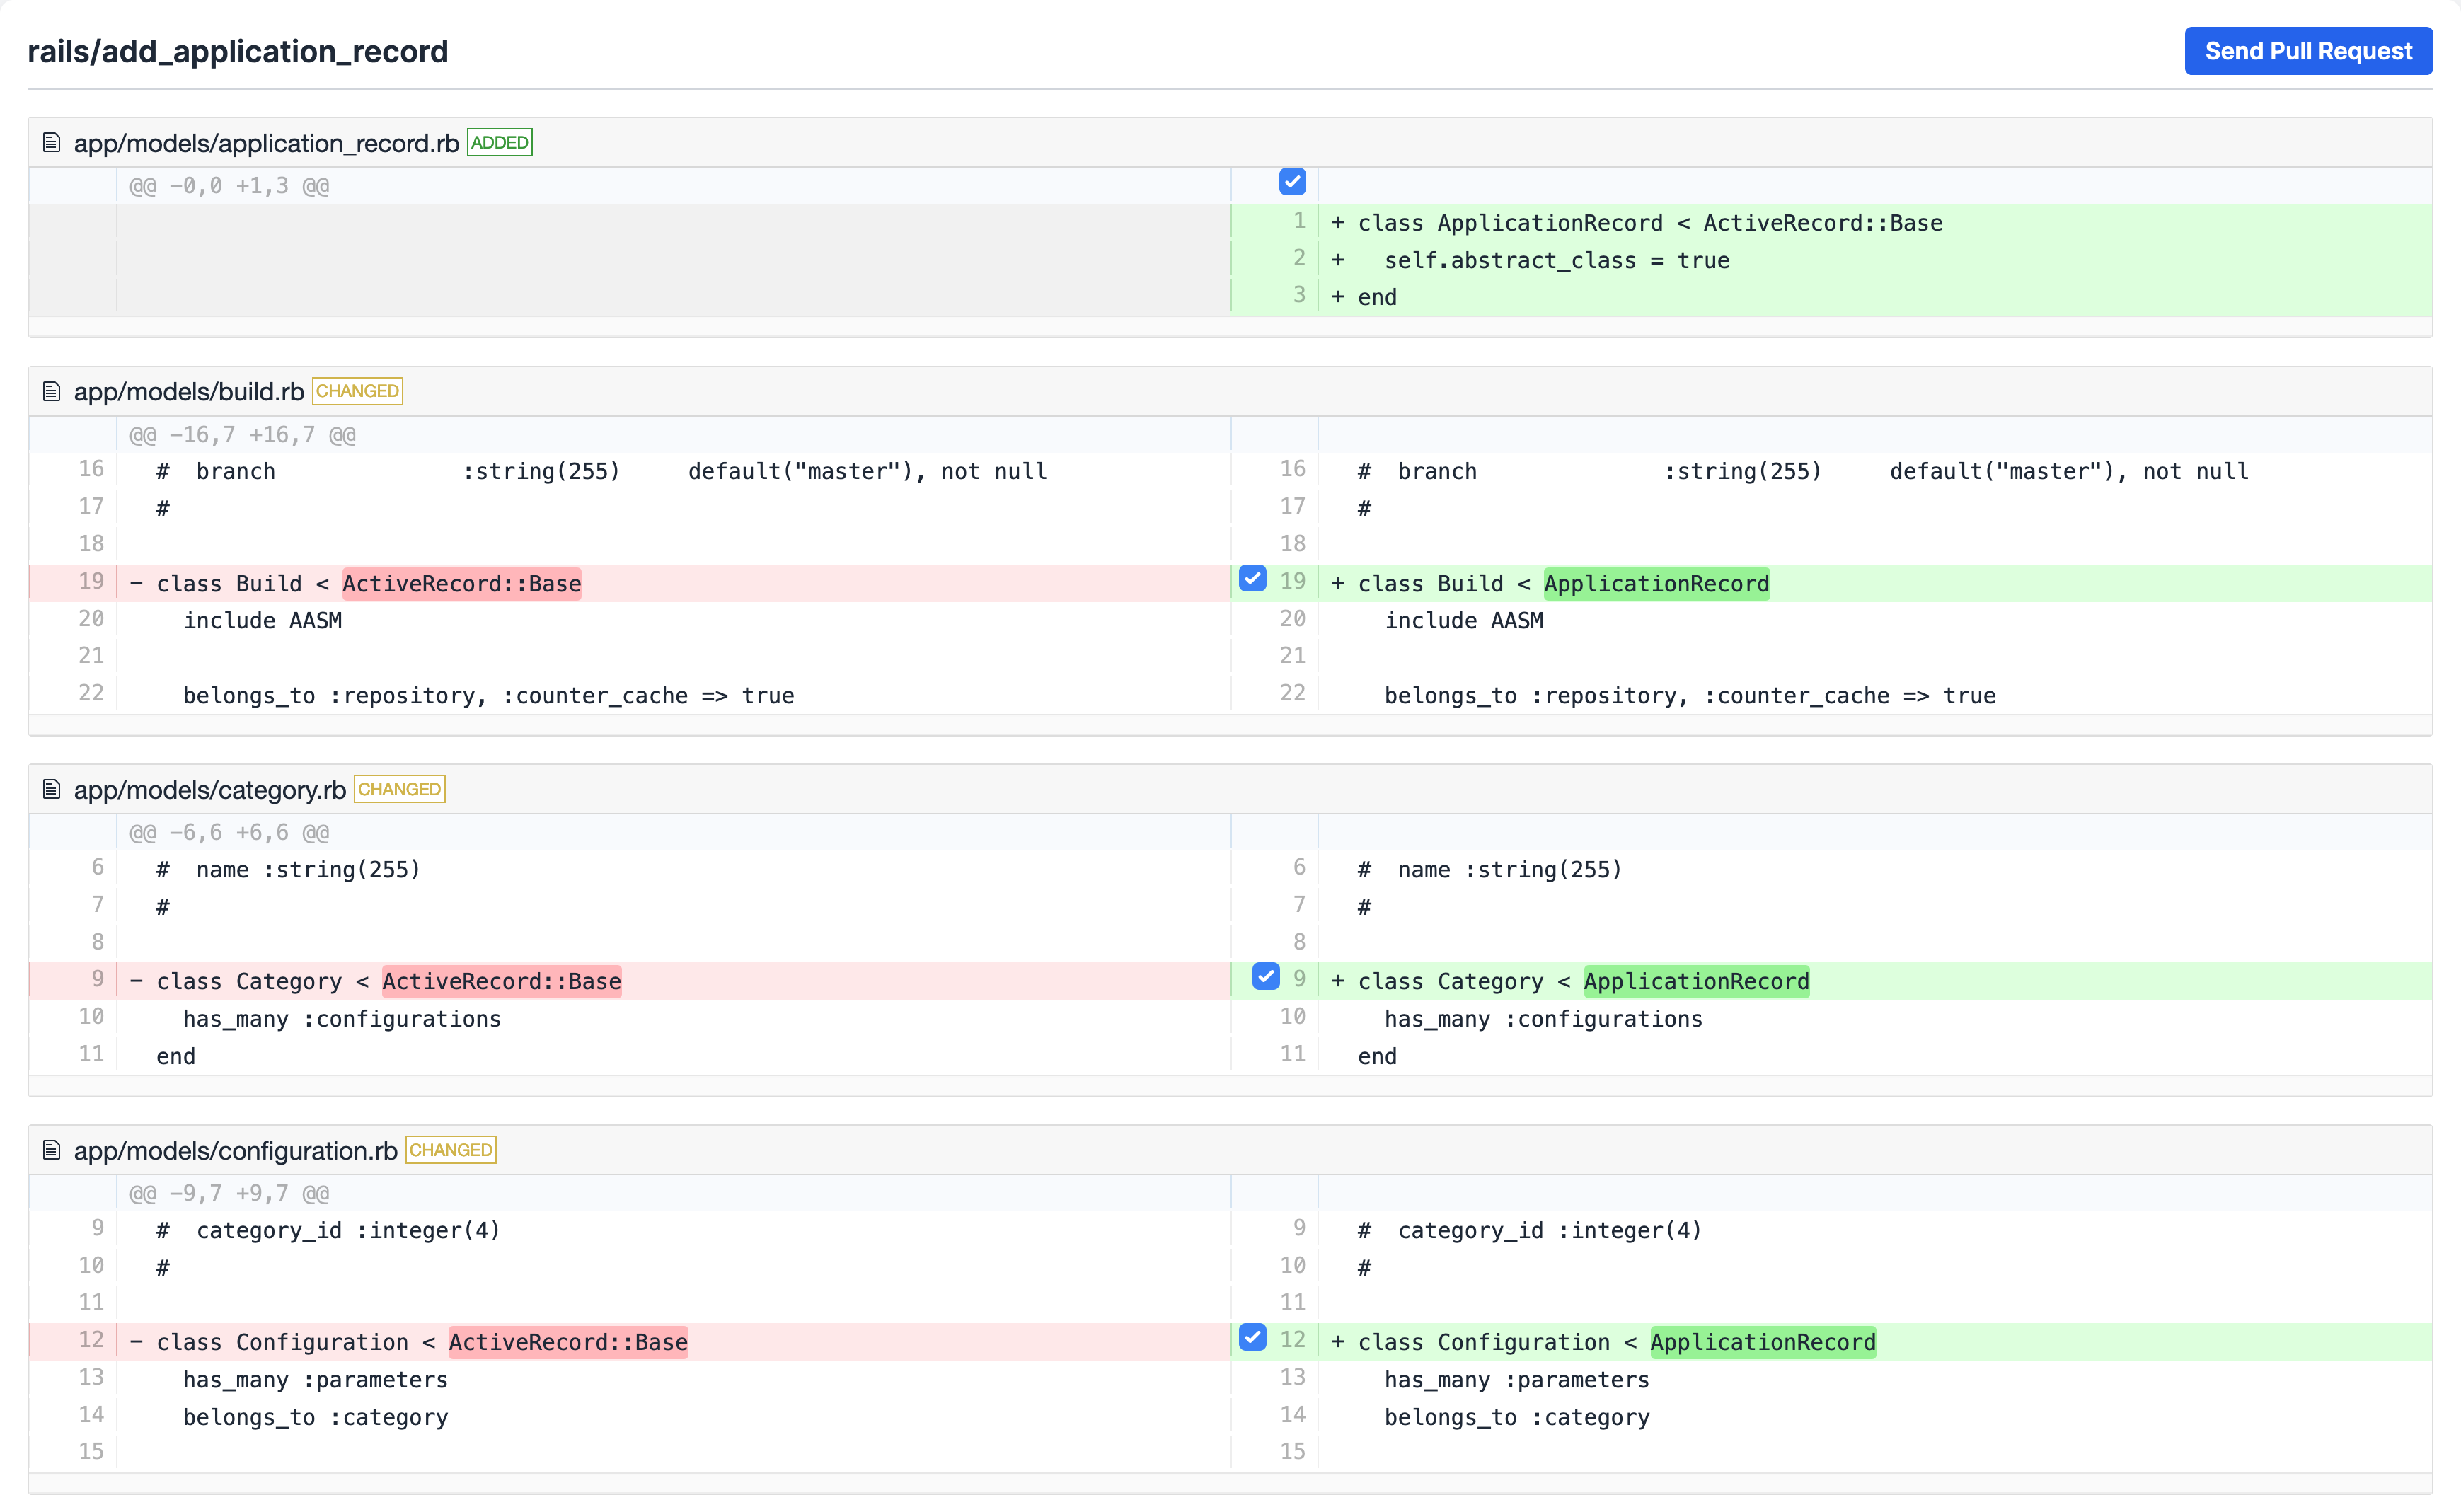 rails/add_application_record
Send Pull Request
app/models/application_record.rb ADDED
@@ -0,0 +1,3 @@
1 + class ApplicationRecord < ActiveRecord::Base
2 +   self.abstract_class = true
3 + end
app/models/build.rb CHANGED
@@ -16,7 +16,7 @@
16   #  branch              :string(255)     default("master"), not null   16   #  branch              :string(255)     default("master"), not null
17   #   17   #
18   18
19 - class Build < ActiveRecord::Base   19 + class Build < ApplicationRecord
20     include AASM   20     include AASM
21   21
22     belongs_to :repository, :counter_cache => true   22     belongs_to :repository, :counter_cache => true
app/models/category.rb CHANGED
@@ -6,6 +6,6 @@
6   #  name :string(255)   6   #  name :string(255)
7   #   7   #
8   8
9 - class Category < ActiveRecord::Base   9 + class Category < ApplicationRecord
10     has_many :configurations   10     has_many :configurations
11   end   11   end
app/models/configuration.rb CHANGED
@@ -9,7 +9,7 @@
9   #  category_id :integer(4)   9   #  category_id :integer(4)
10   #   10   #
11   11
12 - class Configuration < ActiveRecord::Base   12 + class Configuration < ApplicationRecord
13     has_many :parameters   13     has_many :parameters
14     belongs_to :category   14     belongs_to :category
15   15